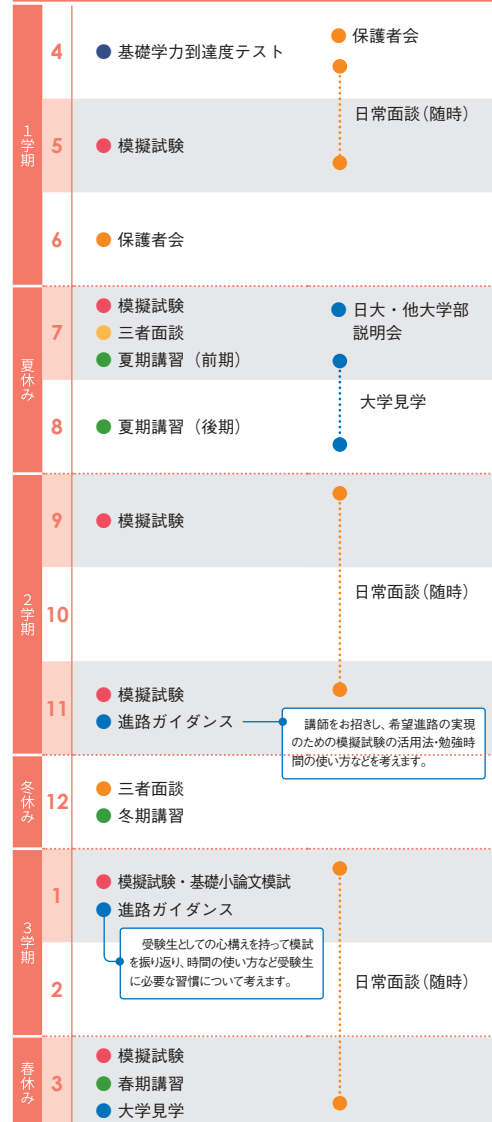 1学期
4
基礎学力到達度テスト
保護者会
日常面談(随時)
5
模擬試験
6
保護者会
夏休み
7
模擬試験
三者面談
夏期講習（前期）
日大・他大学部
説明会
大学見学
8
夏期講習（後期）
2学期
9
模擬試験
10
日常面談(随時)
11
模擬試験
進路ガイダンス
講師をお招きし、希望進路の実現
のための模擬試験の活用法・勉強時
間の使い方などを考えます。
冬休み
12
三者面談
冬期講習
3学期
1
模擬試験・基礎小論文模試
進路ガイダンス
受験生としての心構えを持って模試
を振り返り、時間の使い方など受験生
に必要な習慣について考えます。
2
日常面談(随時)
春休み
3
模擬試験
春期講習
大学見学